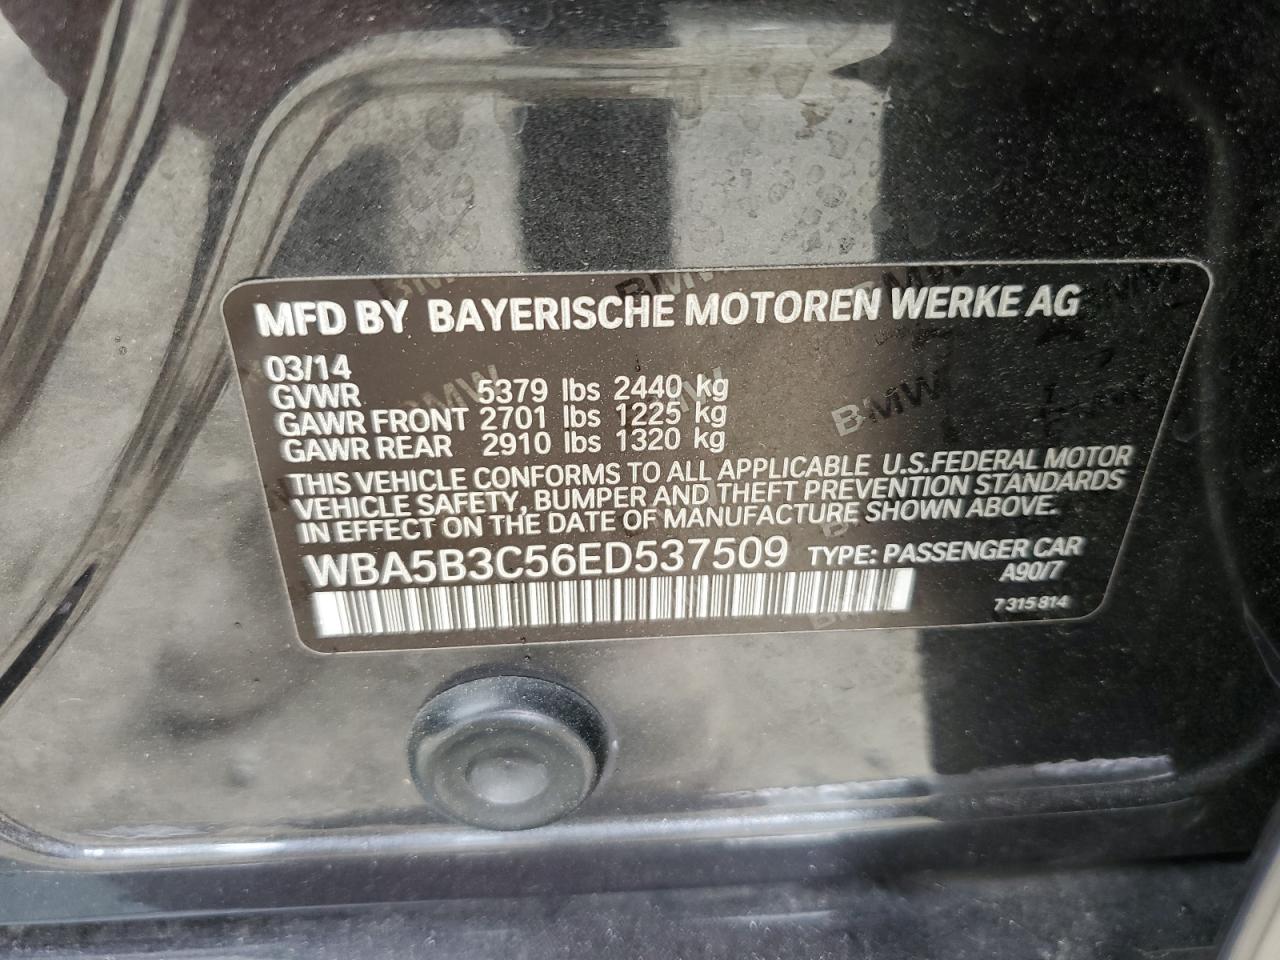 MFD BY BAYERISCHE MOTOREN WERKE AG
03/14
GVWR 5379 lbs 2440 kg
GAWR FRONT 2701 lbs 1225 kg
GAWR REAR 2910 lbs 1320 kg
THIS VEHICLE CONFORMS TO ALL APPLICABLE U.S.FEDERAL MOTOR
VEHICLE SAFETY, BUMPER AND THEFT PREVENTION STANDARDS
IN EFFECT ON THE DATE OF MANUFACTURE SHOWN ABOVE.
WBA5B3C56ED537509 TYPE: PASSENGER CAR
A90/7
7 315 814